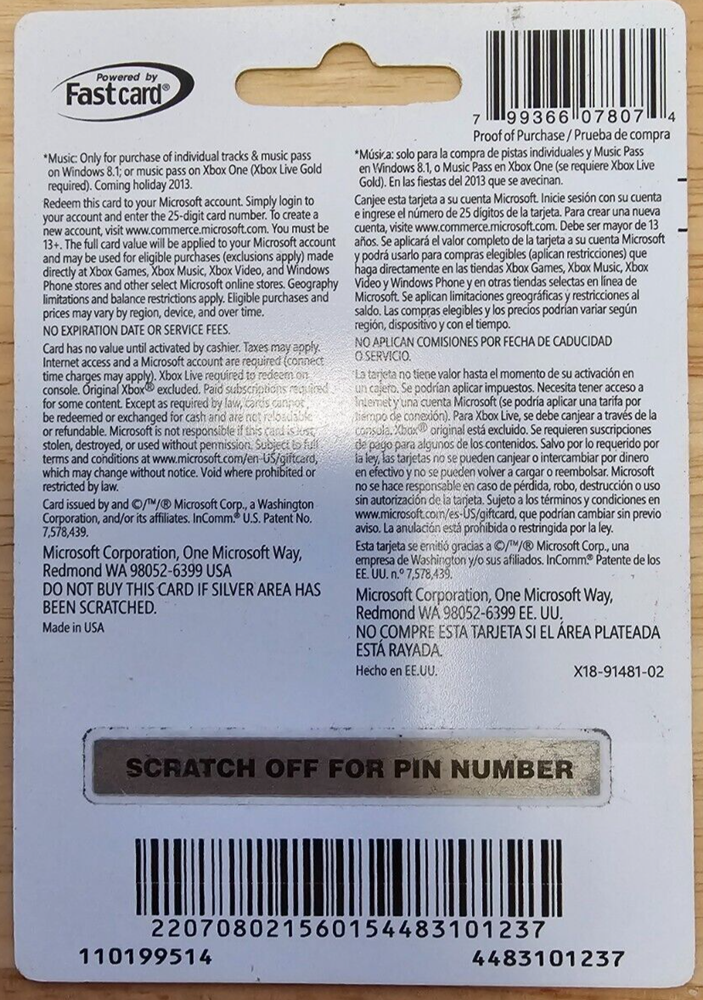 Powered by
Fastcard®
7 99366 07807 4
Proof of Purchase / Prueba de compra
*Music: Only for purchase of individual tracks & music pass
on Windows 8.1; or music pass on Xbox One (Xbox Live Gold
required). Coming holiday 2013.
Redeem this card to your Microsoft account. Simply login to
your account and enter the 25-digit card number. To create a
new account, visit www.commerce.microsoft.com. You must be
13+. The full card value will be applied to your Microsoft account
and may be used for eligible purchases (exclusions apply) made
directly at Xbox Games, Xbox Music, Xbox Video, and Windows
Phone stores and other select Microsoft online stores. Geography
limitations and balance restrictions apply. Eligible purchases and
prices may vary by region, device, and over time.
NO EXPIRATION DATE OR SERVICE FEES.
Card has no value until activated by cashier. Taxes may apply.
Internet access and a Microsoft account are required (connect
time charges may apply). Xbox Live required to redeem on
console. Original Xbox® excluded. Paid subscriptions required
for some content. Except as required by law, cards cannot
be redeemed or exchanged for cash and are not reloadable
or refundable. Microsoft is not responsible if this card is lost,
stolen, destroyed, or used without permission. Subject to full
terms and conditions at www.microsoft.com/en-US/giftcard,
which may change without notice. Void where prohibited or
restricted by law.
Card issued by and ©/™/® Microsoft Corp., a Washington
Corporation, and/or its affiliates. InComm.® U.S. Patent No.
7,578,439.
Microsoft Corporation, One Microsoft Way,
Redmond WA 98052-6399 USA
DO NOT BUY THIS CARD IF SILVER AREA HAS
BEEN SCRATCHED.
Made in USA
*Música: solo para la compra de pistas individuales y Music Pass
en Windows 8.1, o Music Pass en Xbox One (se requiere Xbox Live
Gold). En las fiestas del 2013 que se avecinan.
Canjee esta tarjeta a su cuenta Microsoft. Inicie sesión con su cuenta
e ingrese el número de 25 dígitos de la tarjeta. Para crear una nueva
cuenta, visite www.commerce.microsoft.com. Debe ser mayor de 13
años. Se aplicará el valor completo de la tarjeta a su cuenta Microsoft
y podrá usarlo para compras elegibles (aplican restricciones) que
haga directamente en las tiendas Xbox Games, Xbox Music, Xbox
Video y Windows Phone y en otras tiendas selectas en línea de
Microsoft. Se aplican limitaciones greográficas y restricciones al
saldo. Las compras elegibles y los precios podrían variar según
región, dispositivo y con el tiempo.
NO APLICAN COMISIONES POR FECHA DE CADUCIDAD
O SERVICIO.
La tarjeta no tiene valor hasta el momento de su activación en
un cajero. Se podrían aplicar impuestos. Necesita tener acceso a
Internet y una cuenta Microsoft (se podría aplicar una tarifa por
tiempo de conexión). Para Xbox Live, se debe canjear a través de la
consola. Xbox® original está excluido. Se requieren suscripciones
de pago para algunos de los contenidos. Salvo por lo requerido por
la ley, las tarjetas no se pueden canjear o intercambiar por dinero
en efectivo y no se pueden volver a cargar o reembolsar. Microsoft
no se hace responsable en caso de pérdida, robo, destrucción o uso
sin autorización de la tarjeta. Sujeto a los términos y condiciones en
www.microsoft.com/es-US/giftcard, que podrían cambiar sin previo
aviso. La anulación está prohibida o restringida por la ley.
Esta tarjeta se emitió gracias a ©/™/® Microsoft Corp., una
empresa de Washington y/o sus afiliados. InComm.® Patente de los
EE. UU. n.º 7,578,439.
Microsoft Corporation, One Microsoft Way,
Redmond WA 98052-6399 EE. UU.
NO COMPRE ESTA TARJETA SI EL ÁREA PLATEADA
ESTÁ RAYADA.
Hecho en EE.UU.
X18-91481-02
SCRATCH OFF FOR PIN NUMBER
220708021560154483101237
110199514
4483101237